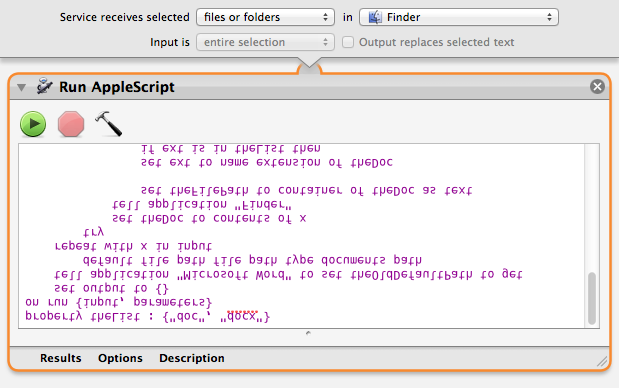 Service receives selected files or folders in Finder
Input is entire selection Output replaces selected text
Run AppleScript
property theList : {"doc", "docx"}
on run {input, parameters}
set output to {}
tell application "Microsoft Word" to set theOldDefaultPath to get
default file path file path type documents path
repeat with x in input
try
set theDoc to contents of x
tell application "Finder"
set theFilePath to container of theDoc as text
set ext to name extension of theDoc
if ext is in theList then
Results Options Description